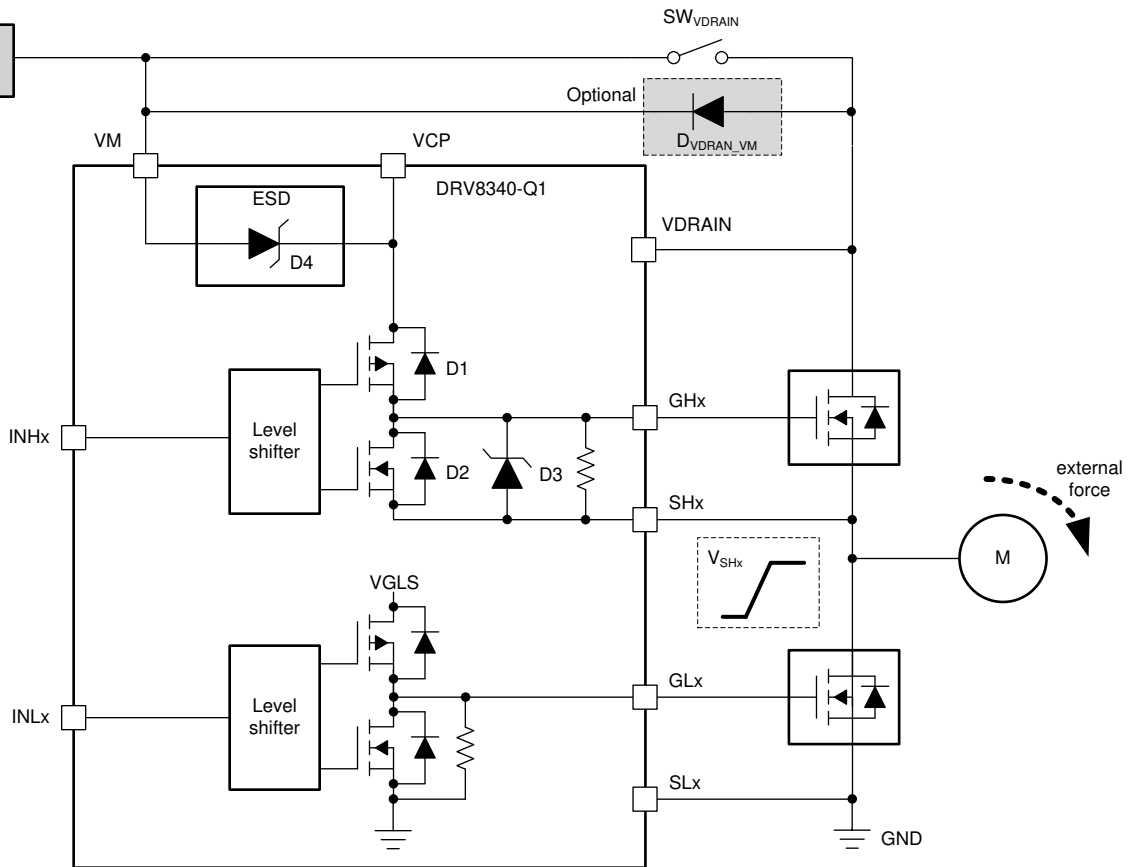 SWVDRAIN
Optional
DVDRAN_VM
VM
VCP
DRV8340-Q1
ESD
D4
VDRAIN
D1
GHx
INHx
Level
shifter
D2
D3
external
force
SHx
VSHx
M
VGLS
GLx
INLx
Level
shifter
SLx
GND